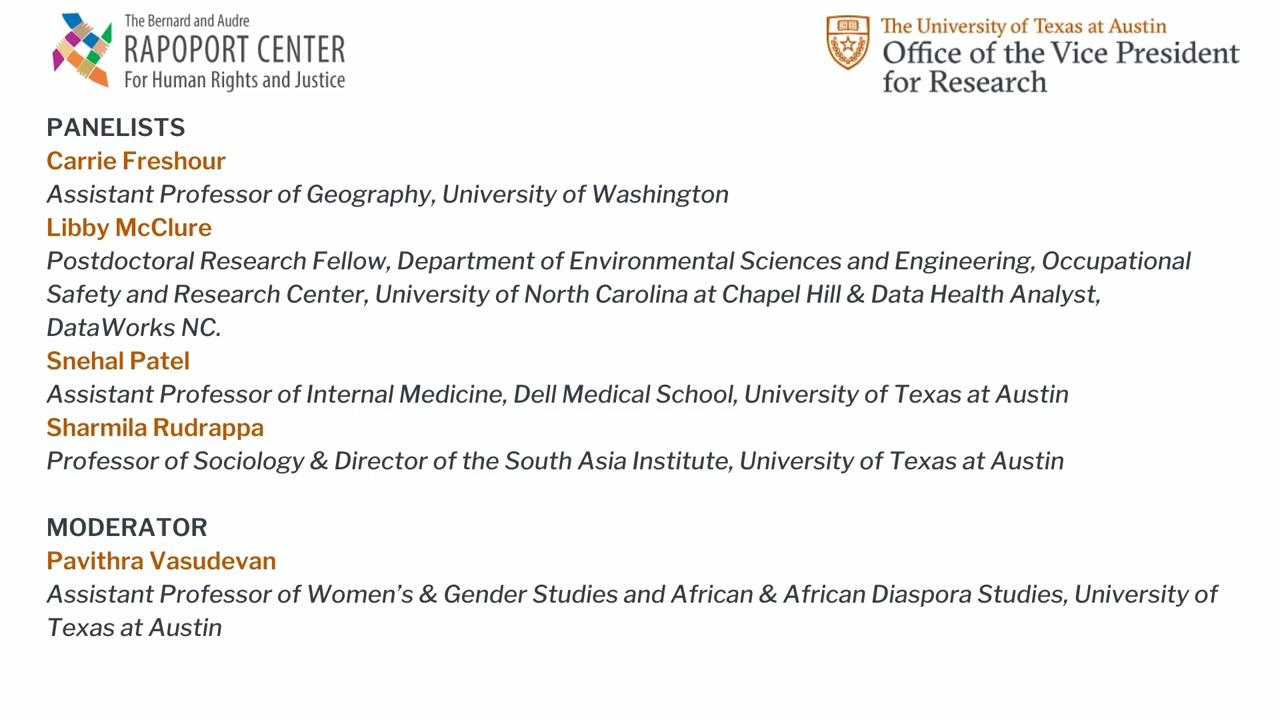 The Bernard and Audre
RAPOPORT CENTER
For Human Rights and Justice
The University of Texas at Austin
Office of the Vice President
for Research
PANELISTS
Carrie Freshour
Assistant Professor of Geography, University of Washington
Libby McClure
Postdoctoral Research Fellow, Department of Environmental Sciences and Engineering, Occupational
Safety and Research Center, University of North Carolina at Chapel Hill & Data Health Analyst,
DataWorks NC.
Snehal Patel
Assistant Professor of Internal Medicine, Dell Medical School, University of Texas at Austin
Sharmila Rudrappa
Professor of Sociology & Director of the South Asia Institute, University of Texas at Austin
MODERATOR
Pavithra Vasudevan
Assistant Professor of Women’s & Gender Studies and African & African Diaspora Studies, University of
Texas at Austin